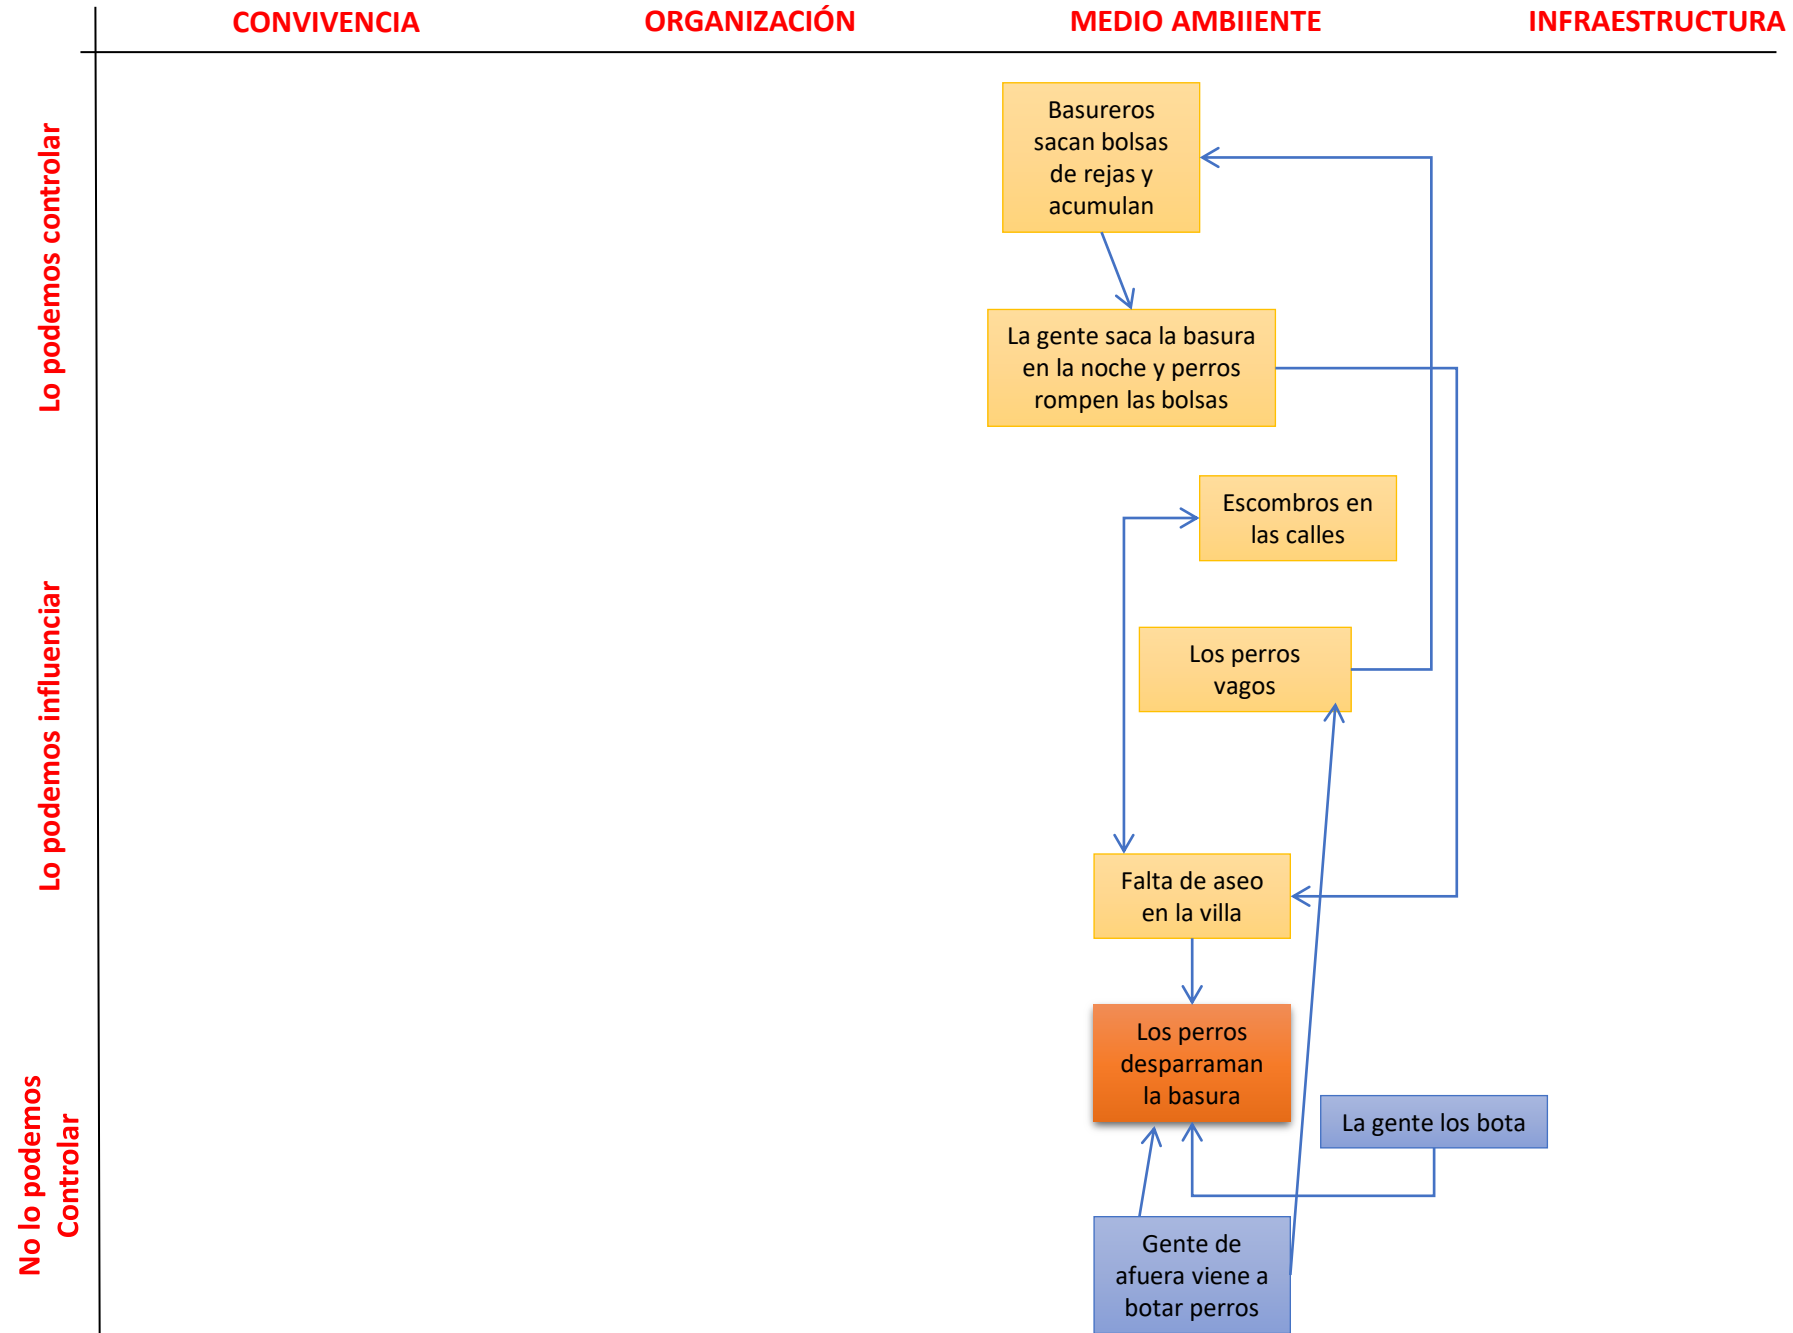 CONVIVENCIA
ORGANIZACIÓN
MEDIO AMBIIENTE
INFRAESTRUCTURA
Lo podemos controlar
Basureros
sacan bolsas
de rejas y
acumulan
La gente saca la basura
en la noche y perros
rompen las bolsas
Lo podemos influenciar
Escombros en
las calles
Los perros
vagos
Falta de aseo
en la villa
No lo podemos
Controlar
Los perros
desparraman
la basura
La gente los bota
Gente de
afuera viene a
botar perros